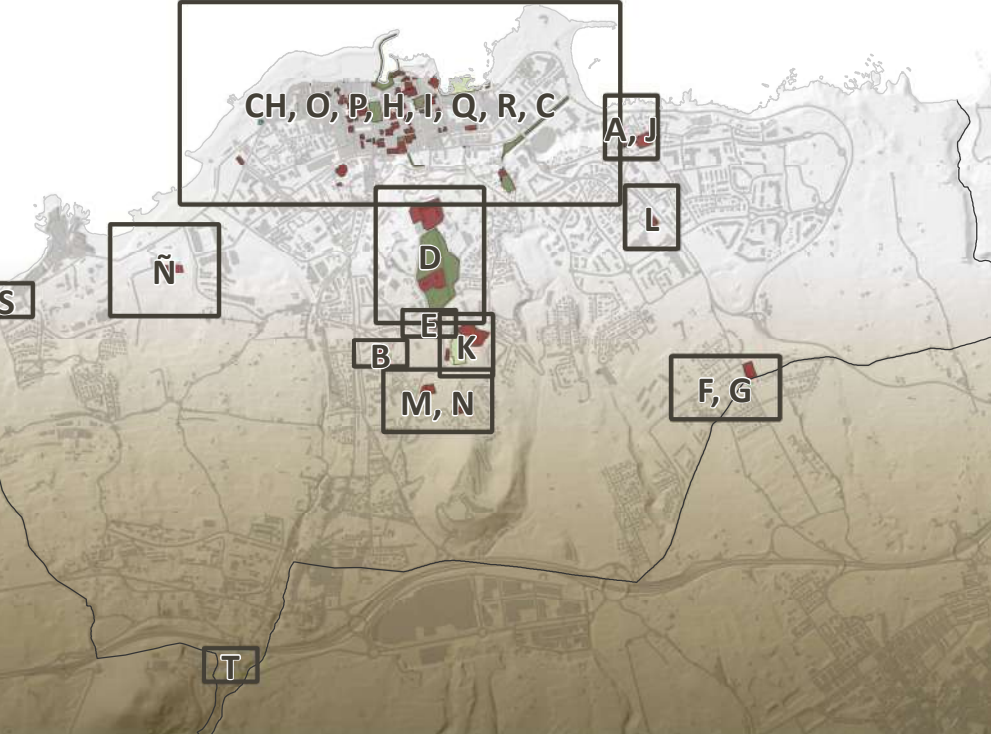 CH, O, P, H, I, Q, R, C
A, J
L
D
Ñ
S
E
K
B
F, G
M, N
T